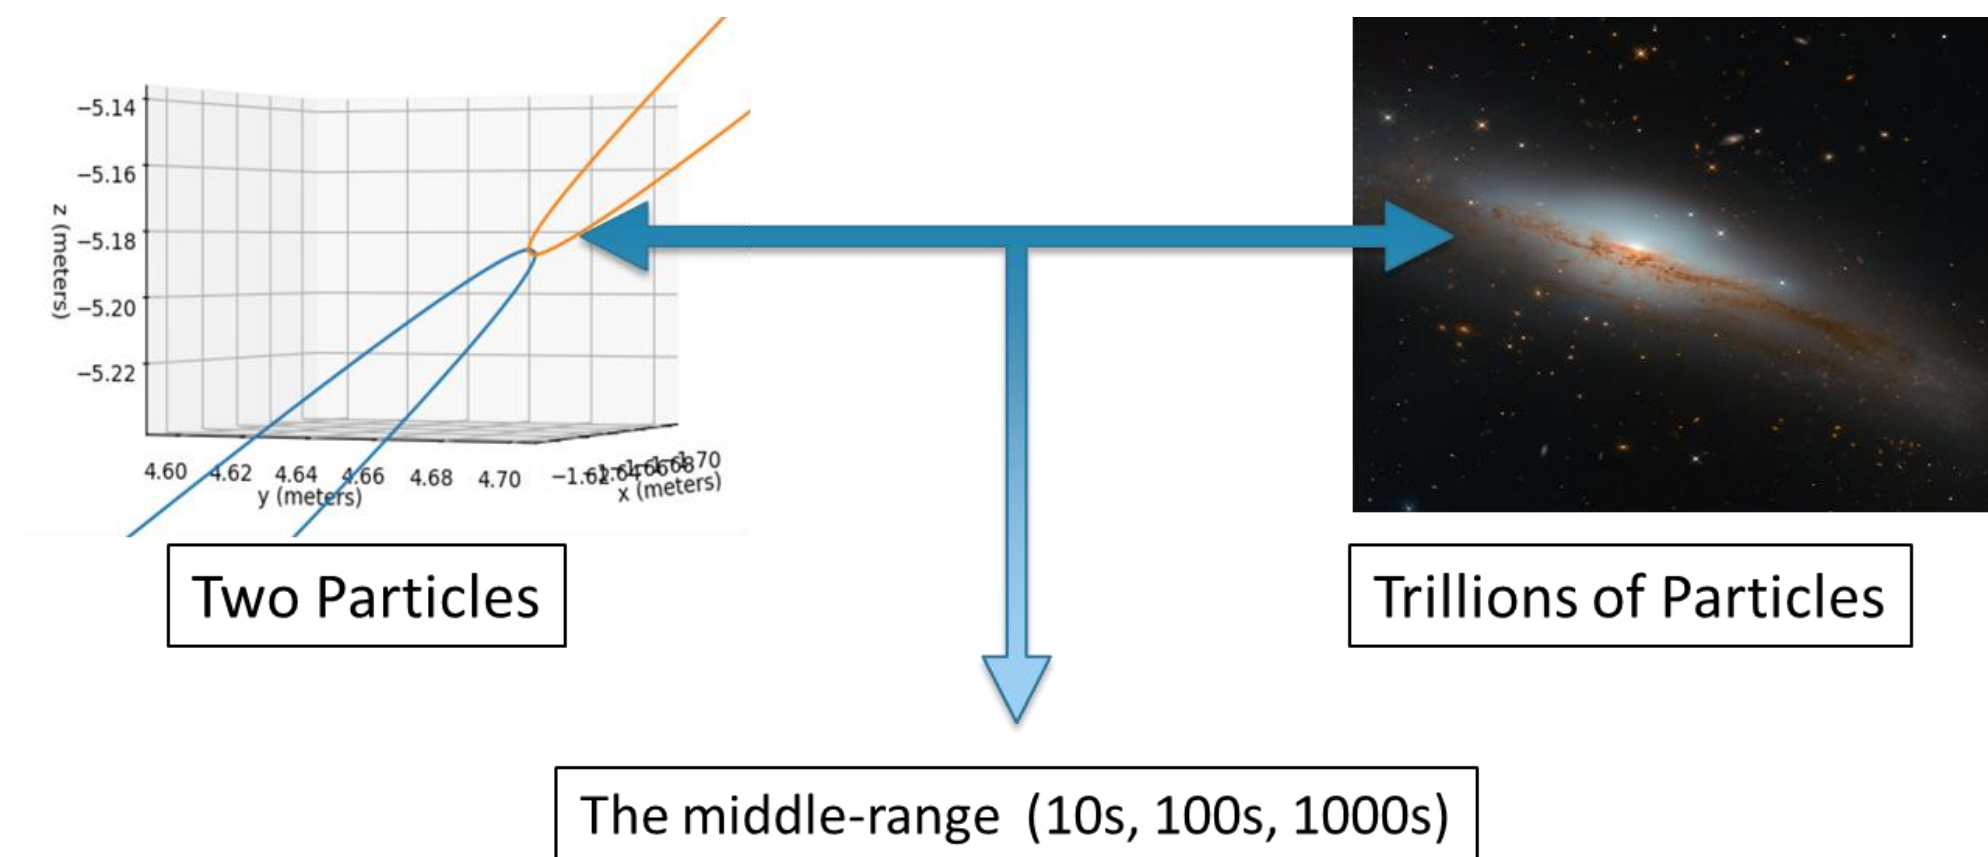 −5.14
−5.16
−5.18
−5.20
−5.22
z (meters)
4.60 4.62 4.64 4.66 4.68 4.70
y (meters)
x (meters)
Two Particles
Trillions of Particles
The middle-range (10s, 100s, 1000s)